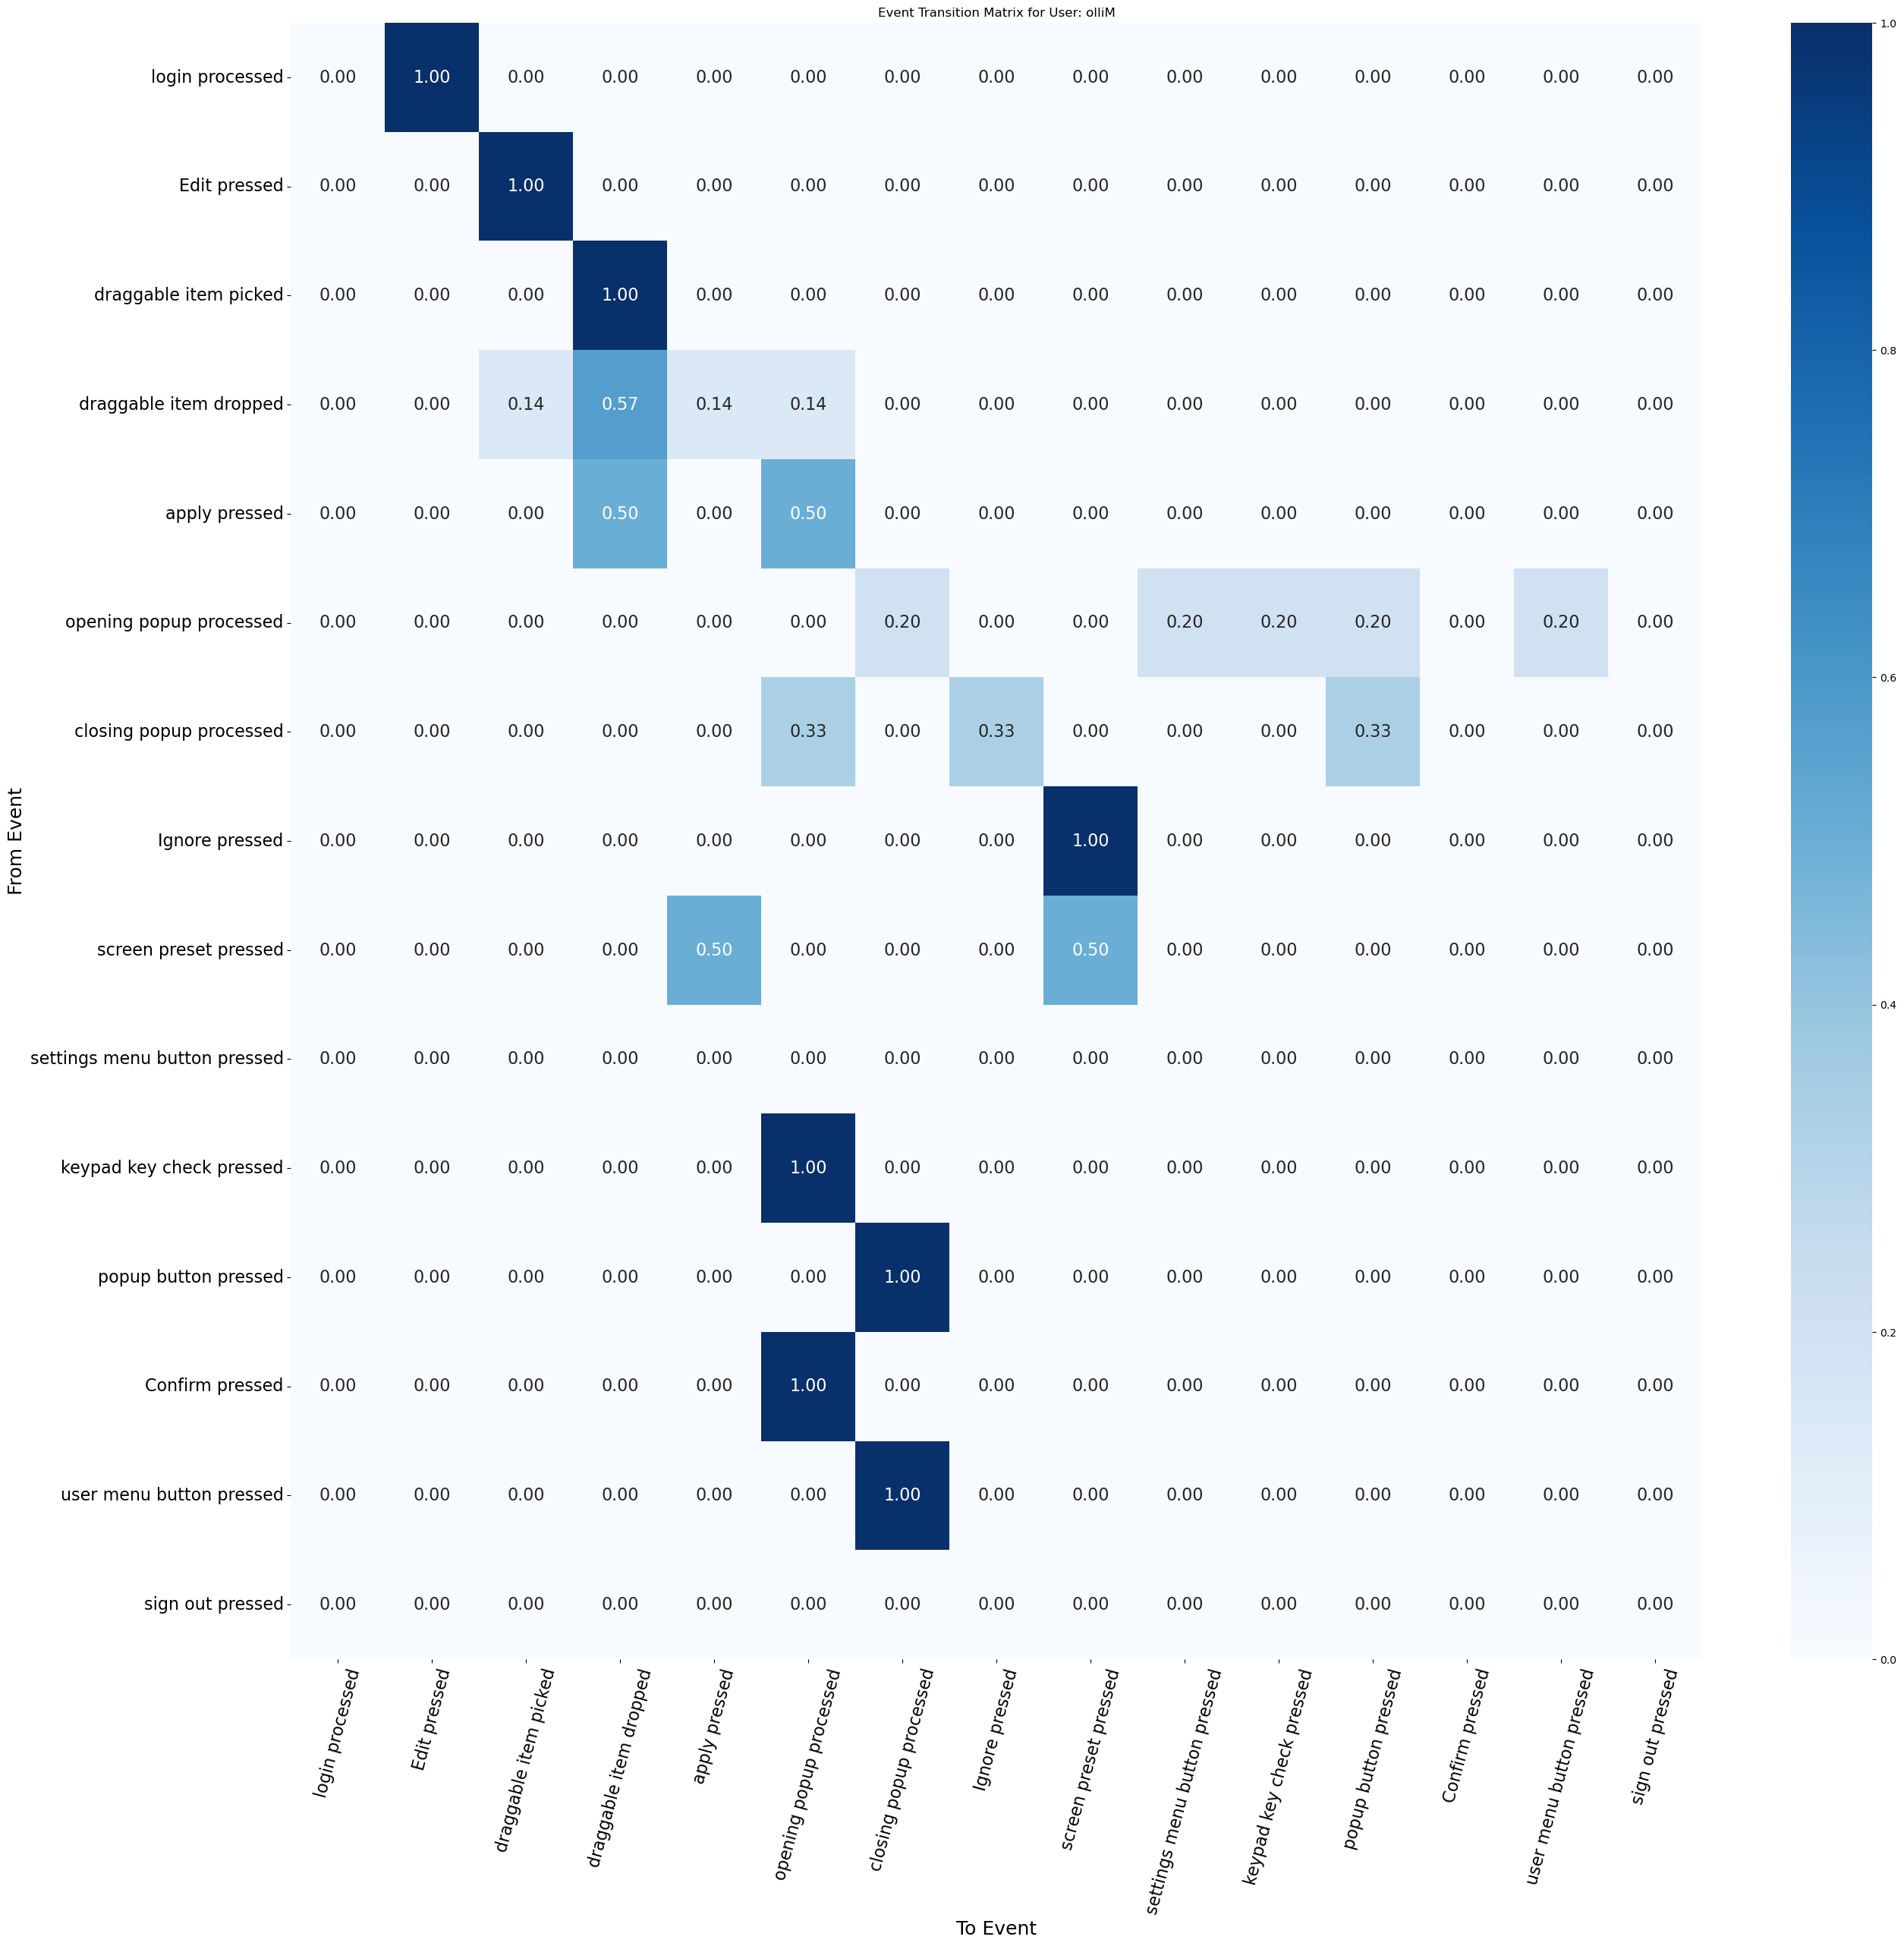 Event Transition Matrix for User: olliM
login processed 0.00 1.00 0.00 0.00 0.00 0.00 0.00 0.00 0.00 0.00 0.00 0.00 0.00 0.00 0.00
Edit pressed 0.00 0.00 1.00 0.00 0.00 0.00 0.00 0.00 0.00 0.00 0.00 0.00 0.00 0.00 0.00
draggable item picked 0.00 0.00 0.00 1.00 0.00 0.00 0.00 0.00 0.00 0.00 0.00 0.00 0.00 0.00 0.00
draggable item dropped 0.00 0.00 0.14 0.57 0.14 0.14 0.00 0.00 0.00 0.00 0.00 0.00 0.00 0.00 0.00
apply pressed 0.00 0.00 0.00 0.50 0.00 0.50 0.00 0.00 0.00 0.00 0.00 0.00 0.00 0.00 0.00
opening popup processed 0.00 0.00 0.00 0.00 0.00 0.00 0.20 0.00 0.00 0.20 0.20 0.20 0.00 0.20 0.00
closing popup processed 0.00 0.00 0.00 0.00 0.00 0.33 0.00 0.33 0.00 0.00 0.00 0.33 0.00 0.00 0.00
Ignore pressed 0.00 0.00 0.00 0.00 0.00 0.00 0.00 0.00 1.00 0.00 0.00 0.00 0.00 0.00 0.00
screen preset pressed 0.00 0.00 0.00 0.00 0.50 0.00 0.00 0.00 0.50 0.00 0.00 0.00 0.00 0.00 0.00
settings menu button pressed 0.00 0.00 0.00 0.00 0.00 0.00 0.00 0.00 0.00 0.00 0.00 0.00 0.00 0.00 0.00
keypad key check pressed 0.00 0.00 0.00 0.00 0.00 1.00 0.00 0.00 0.00 0.00 0.00 0.00 0.00 0.00 0.00
popup button pressed 0.00 0.00 0.00 0.00 0.00 0.00 1.00 0.00 0.00 0.00 0.00 0.00 0.00 0.00 0.00
Confirm pressed 0.00 0.00 0.00 0.00 0.00 1.00 0.00 0.00 0.00 0.00 0.00 0.00 0.00 0.00 0.00
user menu button pressed 0.00 0.00 0.00 0.00 0.00 0.00 1.00 0.00 0.00 0.00 0.00 0.00 0.00 0.00 0.00
sign out pressed 0.00 0.00 0.00 0.00 0.00 0.00 0.00 0.00 0.00 0.00 0.00 0.00 0.00 0.00 0.00
From Event
login processed
Edit pressed
draggable item picked
draggable item dropped
apply pressed
opening popup processed
closing popup processed
Ignore pressed
screen preset pressed
settings menu button pressed
keypad key check pressed
popup button pressed
Confirm pressed
user menu button pressed
sign out pressed
To Event
1.0
0.8
0.6
0.4
0.2
0.0